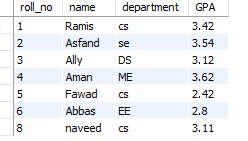 roll_no name department GPA
1 Ramis cs 3.42
2 Asfand se 3.54
3 Ally DS 3.12
4 Aman ME 3.62
5 Fawad cs 2.42
6 Abbas EE 2.8
8 naveed cs 3.11